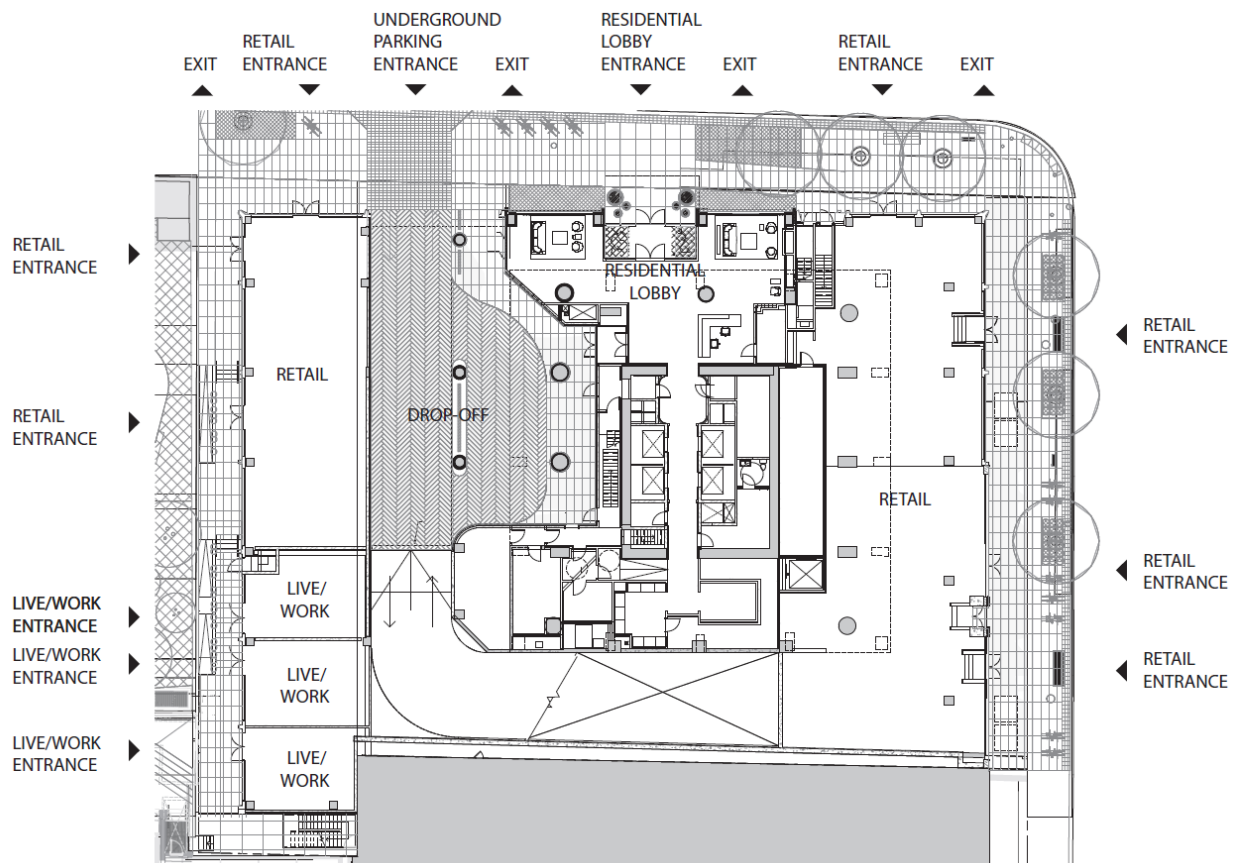 UNDERGROUND
PARKING
ENTRANCE
RESIDENTIAL
LOBBY
ENTRANCE
RETAIL
ENTRANCE
RETAIL
ENTRANCE
EXIT
EXIT
EXIT
EXIT
RETAIL
ENTRANCE
RESIDENTIAL
LOBBY
RETAIL
ENTRANCE
RETAIL
RETAIL
ENTRANCE
DROP-OFF
RETAIL
RETAIL
ENTRANCE
LIVE/
WORK
LIVE/WORK
ENTRANCE
LIVE/WORK
ENTRANCE
LIVE/
WORK
RETAIL
ENTRANCE
LIVE/WORK
ENTRANCE
LIVE/
WORK